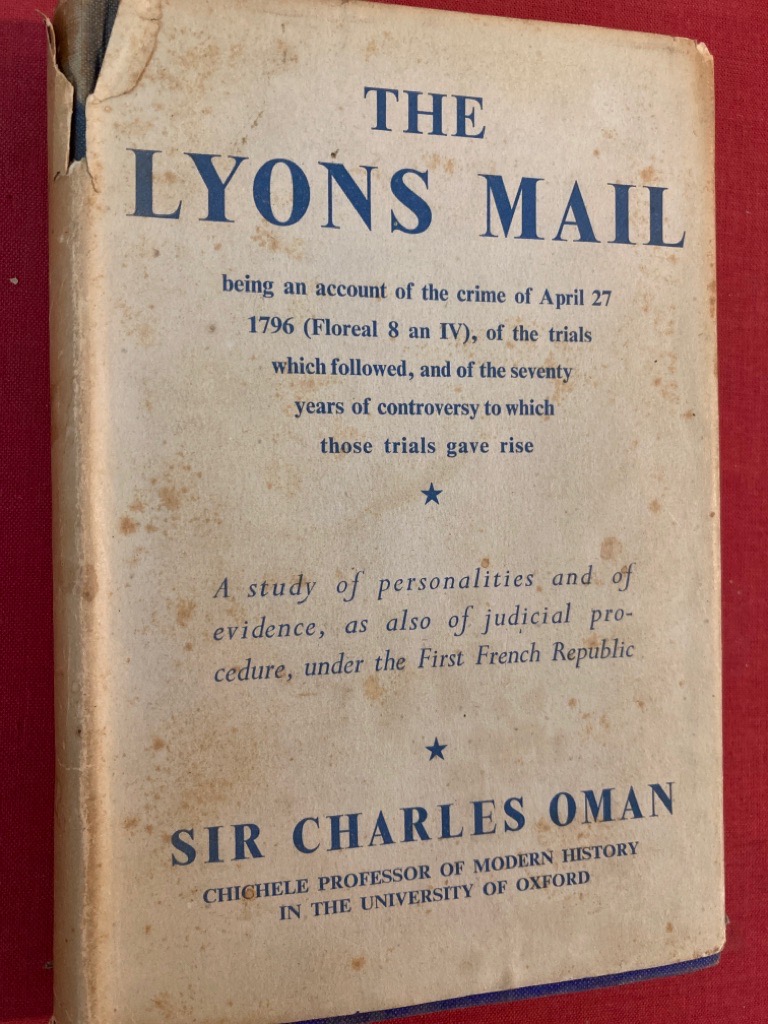 THE
LYONS MAIL
being an account of the crime of April 27
1796 (Floreal 8 an IV), of the trials
which followed, and of the seventy
years of controversy to which
those trials gave rise
★
A study of personalities and of
evidence, as also of judicial pro-
cedure, under the First French Republic
★
SIR CHARLES OMAN
CHICHELE PROFESSOR OF MODERN HISTORY
IN THE UNIVERSITY OF OXFORD